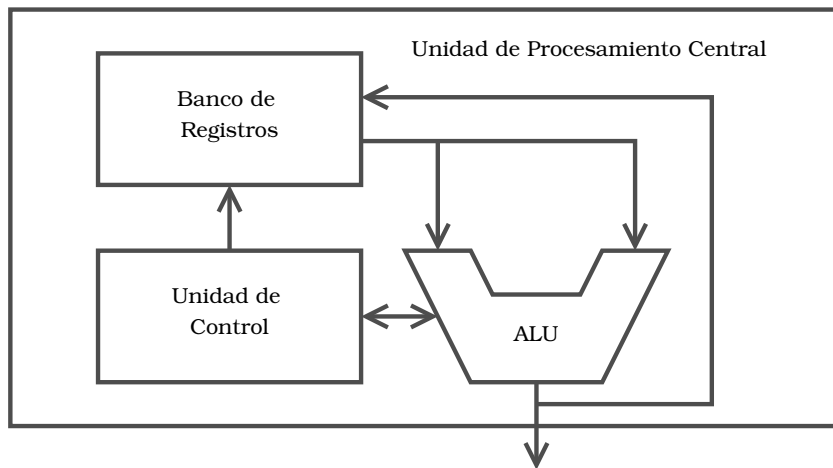 Unidad de Procesamiento Central
Banco de
Registros
Unidad de
Control
ALU